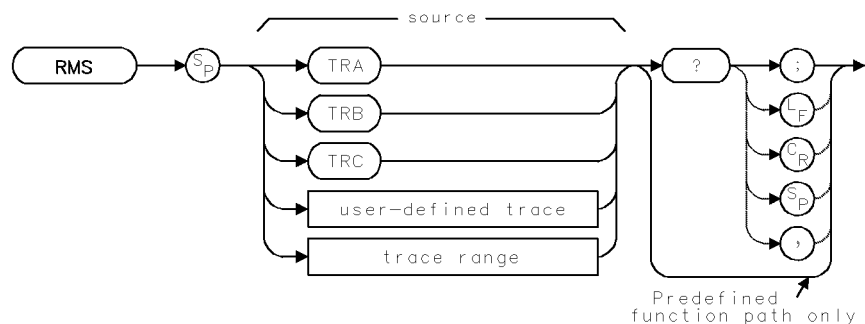 source
RMS SP TRA ? ;
TRB LF
TRC CR
user-defined trace SP
trace range ,
Predefined
function path only